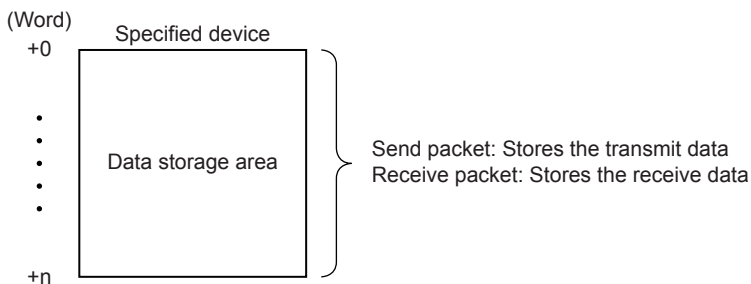 (Word)
Specified device
+0
Data storage area
Send packet: Stores the transmit data
Receive packet: Stores the receive data
+n